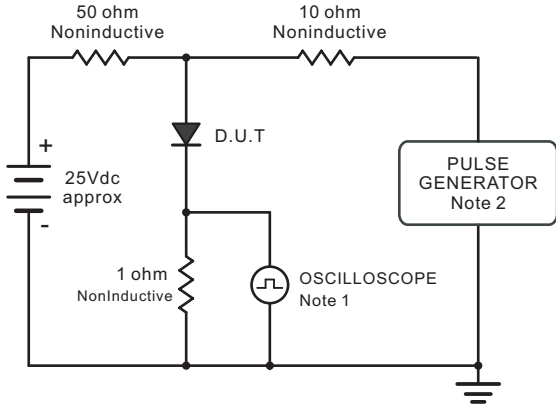 50 ohm
Noninductive
10 ohm
Noninductive
+
D.U.T
25Vdc
approx
-
PULSE
GENERATOR
Note 2
1 ohm
NonInductive
OSCILLOSCOPE
Note 1